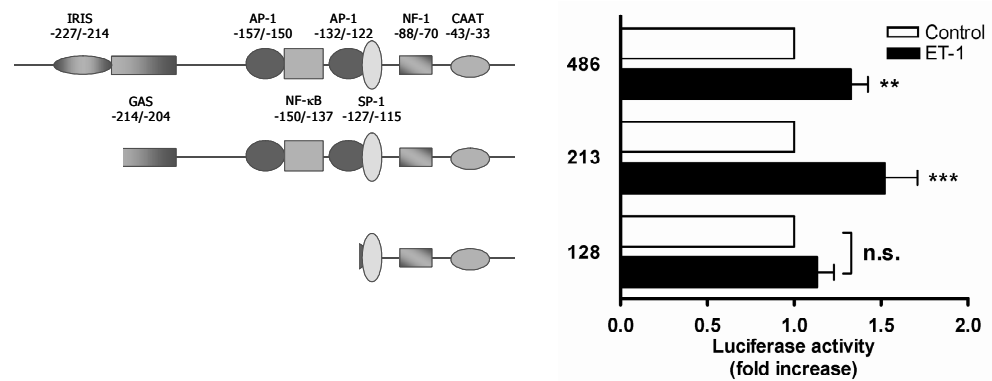 IRIS
-227/-214
AP-1
-157/-150
AP-1
-132/-122
NF-1
-88/-70
CAAT
-43/-33
GAS
-214/-204
NF-κB
-150/-137
SP-1
-127/-115
Control
ET-1
486
**
213
***
128
n.s.
0.0 0.5 1.0 1.5 2.0
Luciferase activity
(fold increase)